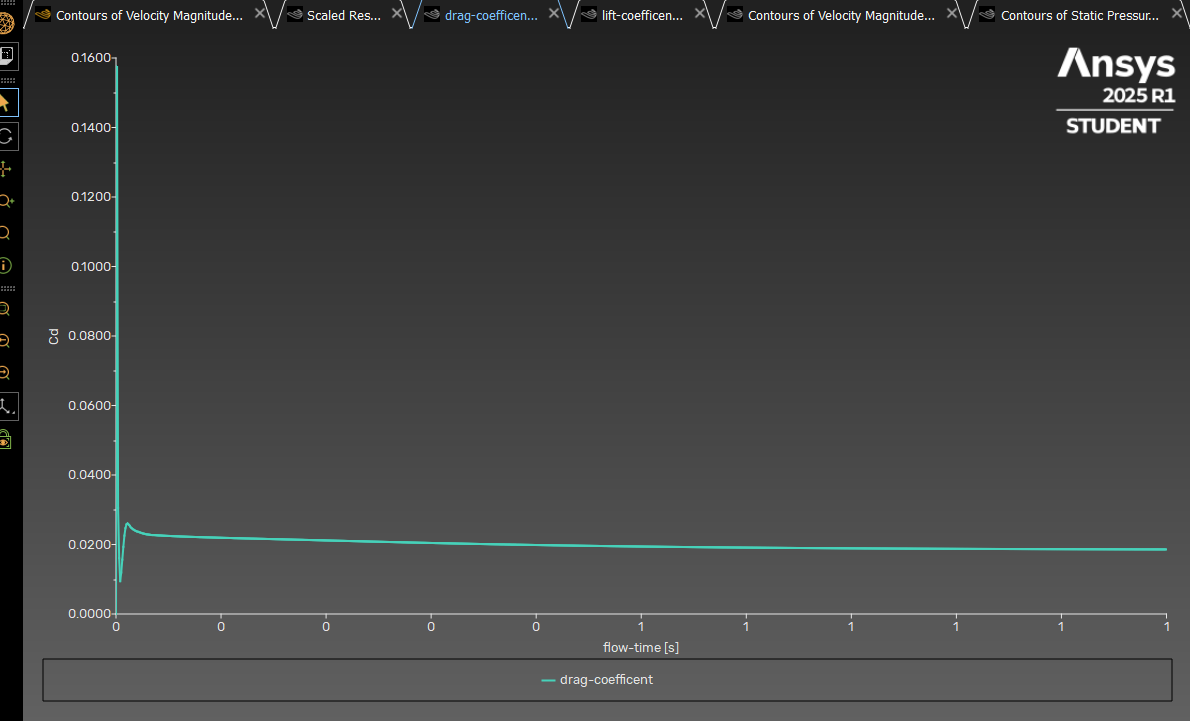 Contours of Velocity Magnitude...
Scaled Res...
drag-coefficen...
lift-coefficen...
Contours of Velocity Magnitude...
Contours of Static Pressur...
Ansys
2025 R1
STUDENT
0.1600
0.1400
0.1200
0.1000
Cd
0.0800
0.0600
0.0400
0.0200
0.0000
0 0 0 0 0 1 1 1 1 1 1
flow-time [s]
drag-coefficent